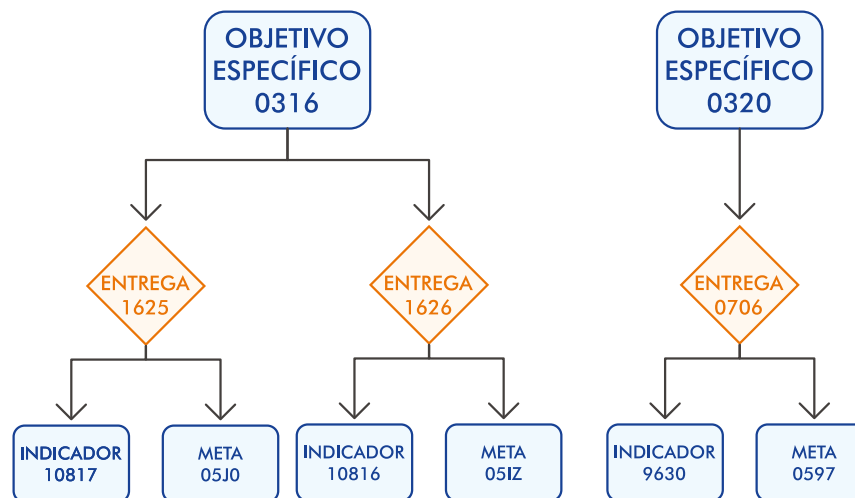 OBJETIVO
ESPECÍFICO
0316
OBJETIVO
ESPECÍFICO
0320
ENTREGA
1625
ENTREGA
1626
ENTREGA
0706
INDICADOR
10817
META
05J0
INDICADOR
10816
META
05IZ
INDICADOR
9630
META
0597